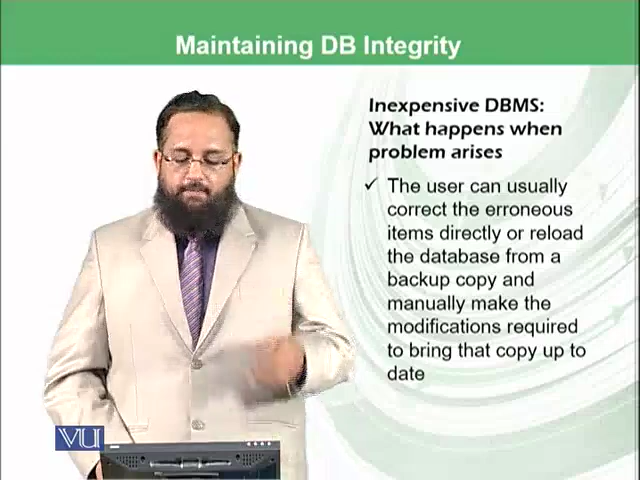 Maintaining DB Integrity
Inexpensive DBMS:
What happens when
problem arises
✓ The user can usually
correct the erroneous
items directly or reload
the database from a
backup copy and
manually make the
modifications required
to bring that copy up to
date
VU